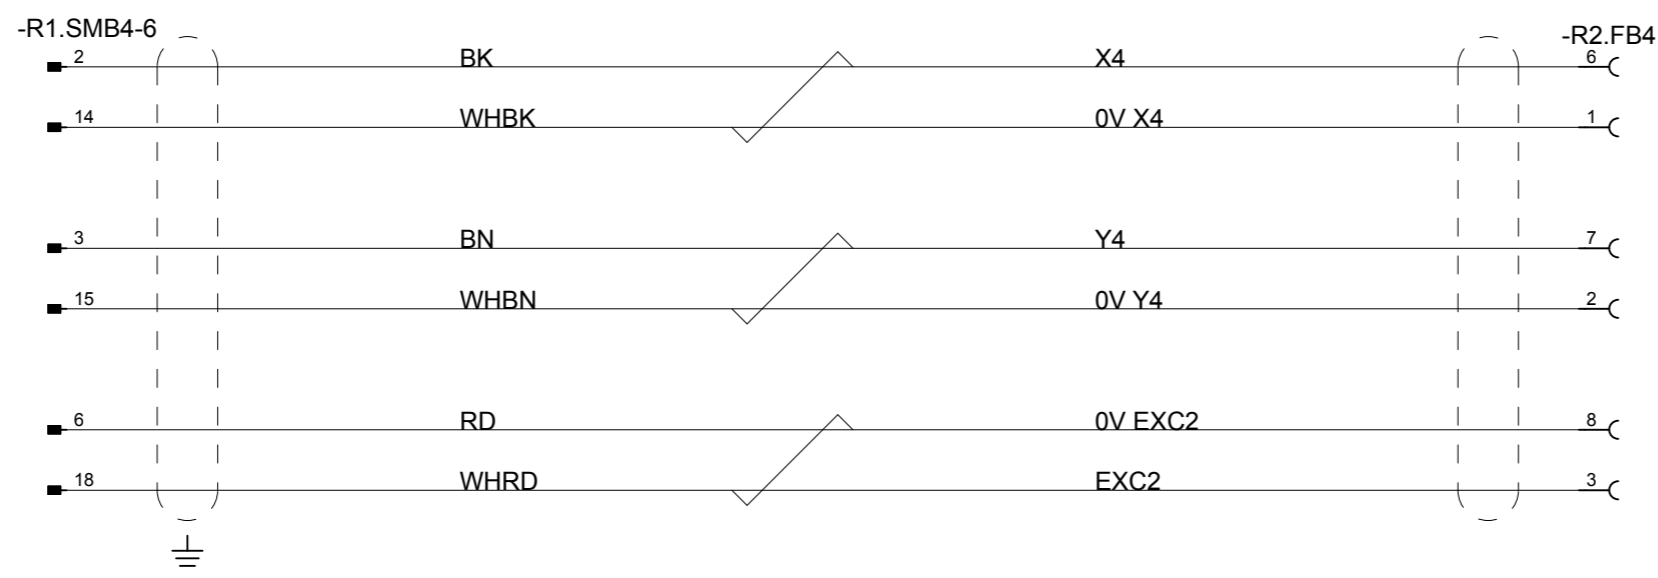 -R1.SMB4-6 -R2.FB4
2 BK X4 6
14 WHBK 0V X4 1
3 BN Y4 7
15 WHBN 0V Y4 2
6 RD 0V EXC2 8
18 WHRD EXC2 3